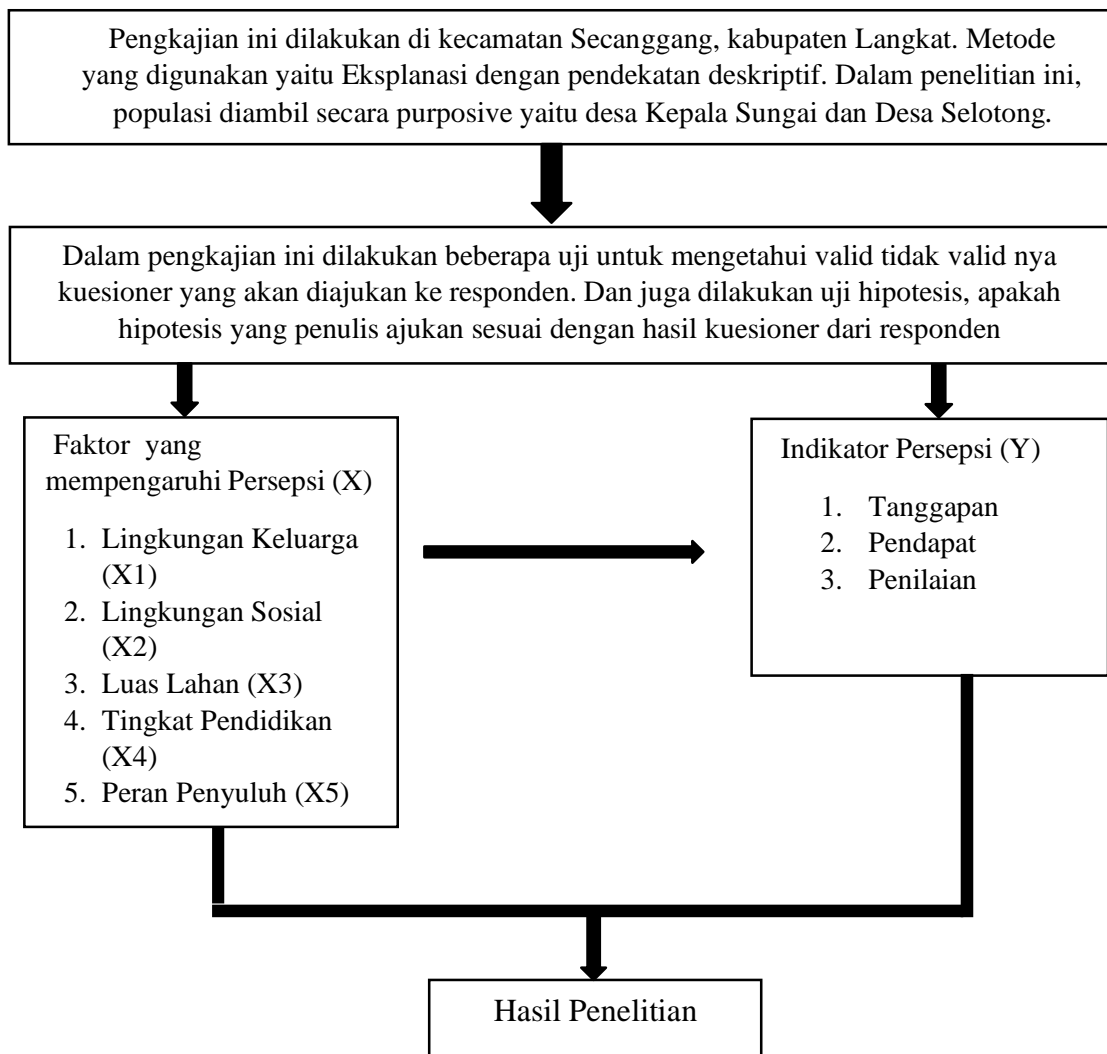 Pengkajian ini dilakukan di kecamatan Secanggang, kabupaten Langkat. Metode
yang digunakan yaitu Eksplanasi dengan pendekatan deskriptif. Dalam penelitian ini,
populasi diambil secara purposive yaitu desa Kepala Sungai dan Desa Selotong.
Dalam pengkajian ini dilakukan beberapa uji untuk mengetahui valid tidak valid nya
kuesioner yang akan diajukan ke responden. Dan juga dilakukan uji hipotesis, apakah
hipotesis yang penulis ajukan sesuai dengan hasil kuesioner dari responden
Faktor yang
mempengaruhi Persepsi (X)
1. Lingkungan Keluarga
(X1)
2. Lingkungan Sosial
(X2)
3. Luas Lahan (X3)
4. Tingkat Pendidikan
(X4)
5. Peran Penyuluh (X5)
Indikator Persepsi (Y)
1. Tanggapan
2. Pendapat
3. Penilaian
Hasil Penelitian